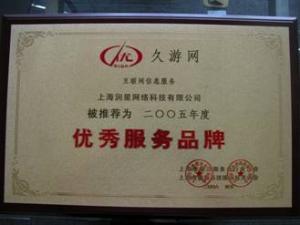 久游网
互联网信息服务
上海润星网络科技有限公司
被推荐为 二〇〇五年度
优秀服务品牌